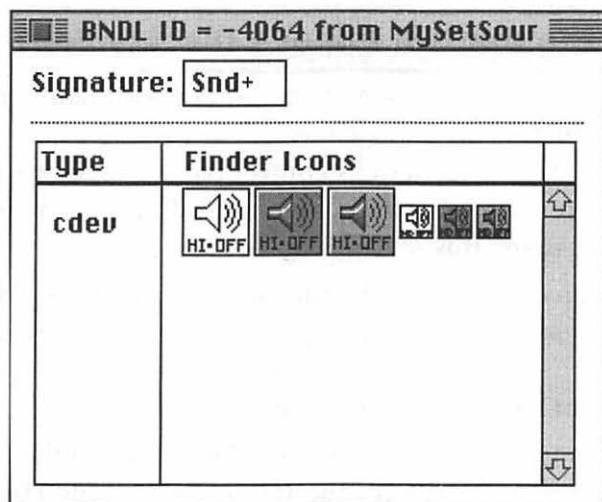 BNDL ID = -4064 from MySetSour
Signature: Snd+
Type Finder Icons
cdev
HI•OFF HI•OFF HI•OFF